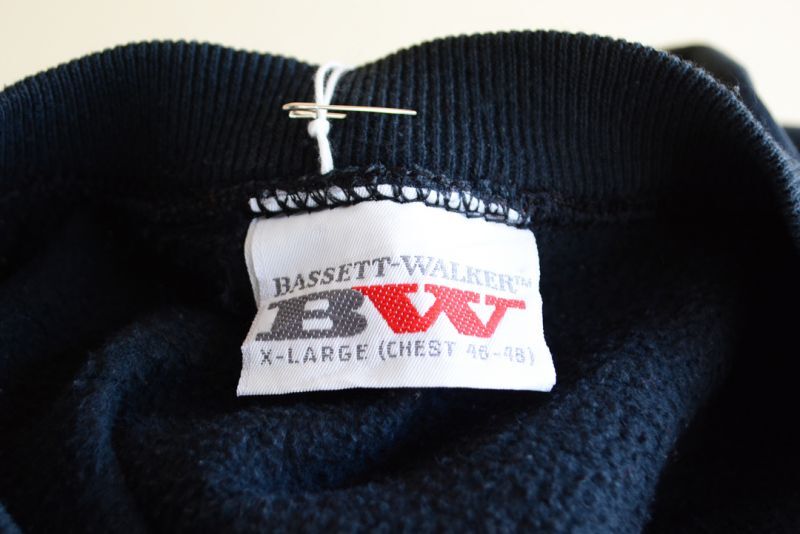 BASSETT-WALKER™
BW
X-LARGE (CHEST 46-48)